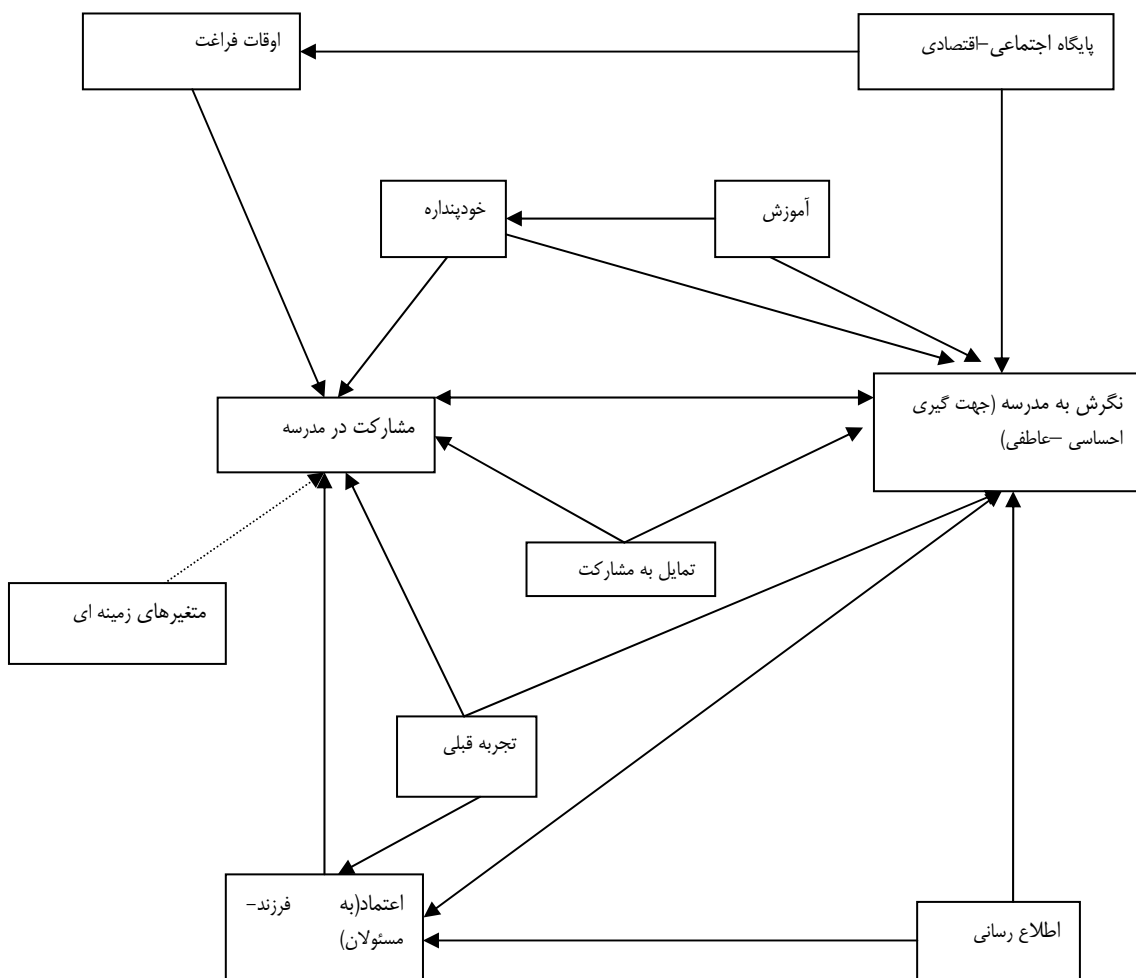 پایگاه اجتماعی–اقتصادی
اوقات فراغت
آموزش
خودپنداره
نگرش به مدرسه (جهت گیری
احساسی –عاطفی)
مشارکت در مدرسه
تمایل به مشارکت
متغیرهای زمینه ای
تجربه قبلی
اعتماد(به فرزند–
مسئولان)
اطلاع رسانی